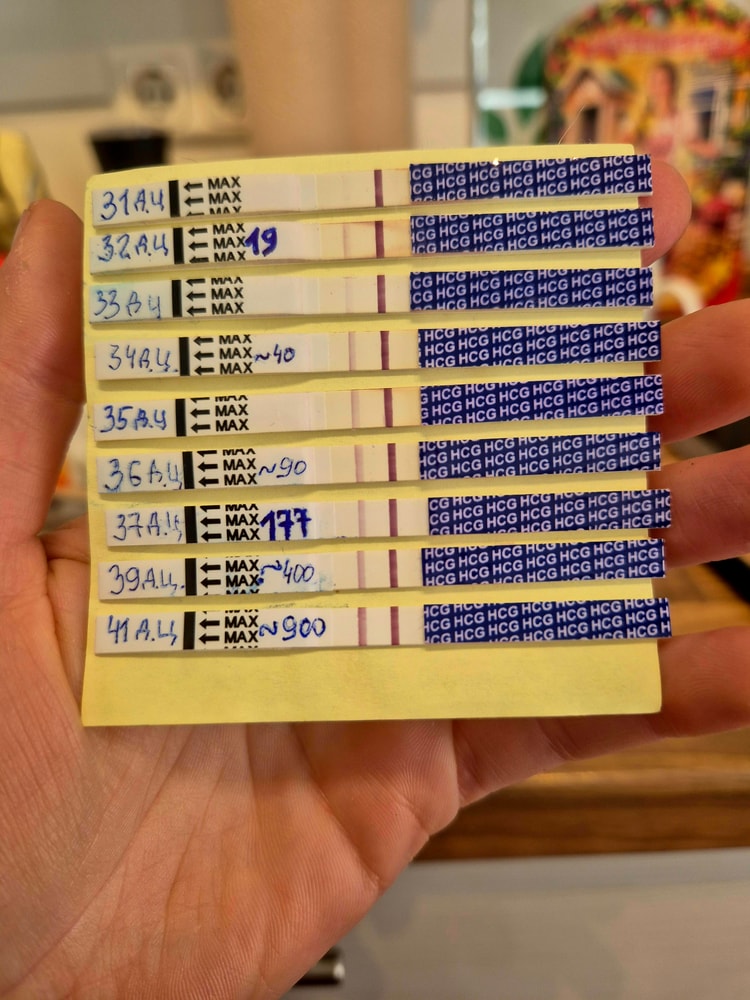 31 Д.Ц ← MAX ← MAX ← MAX CG HCG HCG HCG HCG HCG HCG
32 Д.Ц ← MAX ← MAX ← MAX 19 HCG HCG HCG HCG HCG HCG
33 Д Ц ← MAX ← MAX ← MAX CG HCG HCG HCG HCG HCG HCG
34 Д.Ц. ← MAX ← MAX ← MAX ~40 HCG HCG HCG HCG HCG HCG
35 Д.Ц ← MAX ← MAX ← MAX HCG HCG HCG HCG HCG HCG
36 Д.Ц. ← MAX ← MAX ← MAX ~90 HCG HCG HCG HCG HCG HCG
37 Д.Ц ← MAX ← MAX ← MAX 177 HCG HCG HCG HCG HCG HCG
39 Д.Ц. ← MAX ← MAX ← MAX ~400 HCG HCG HCG HCG HCG HCG
41 Д.Ц ← MAX ← MAX ← MAX ~900 HCG HCG HCG HCG HCG HCG